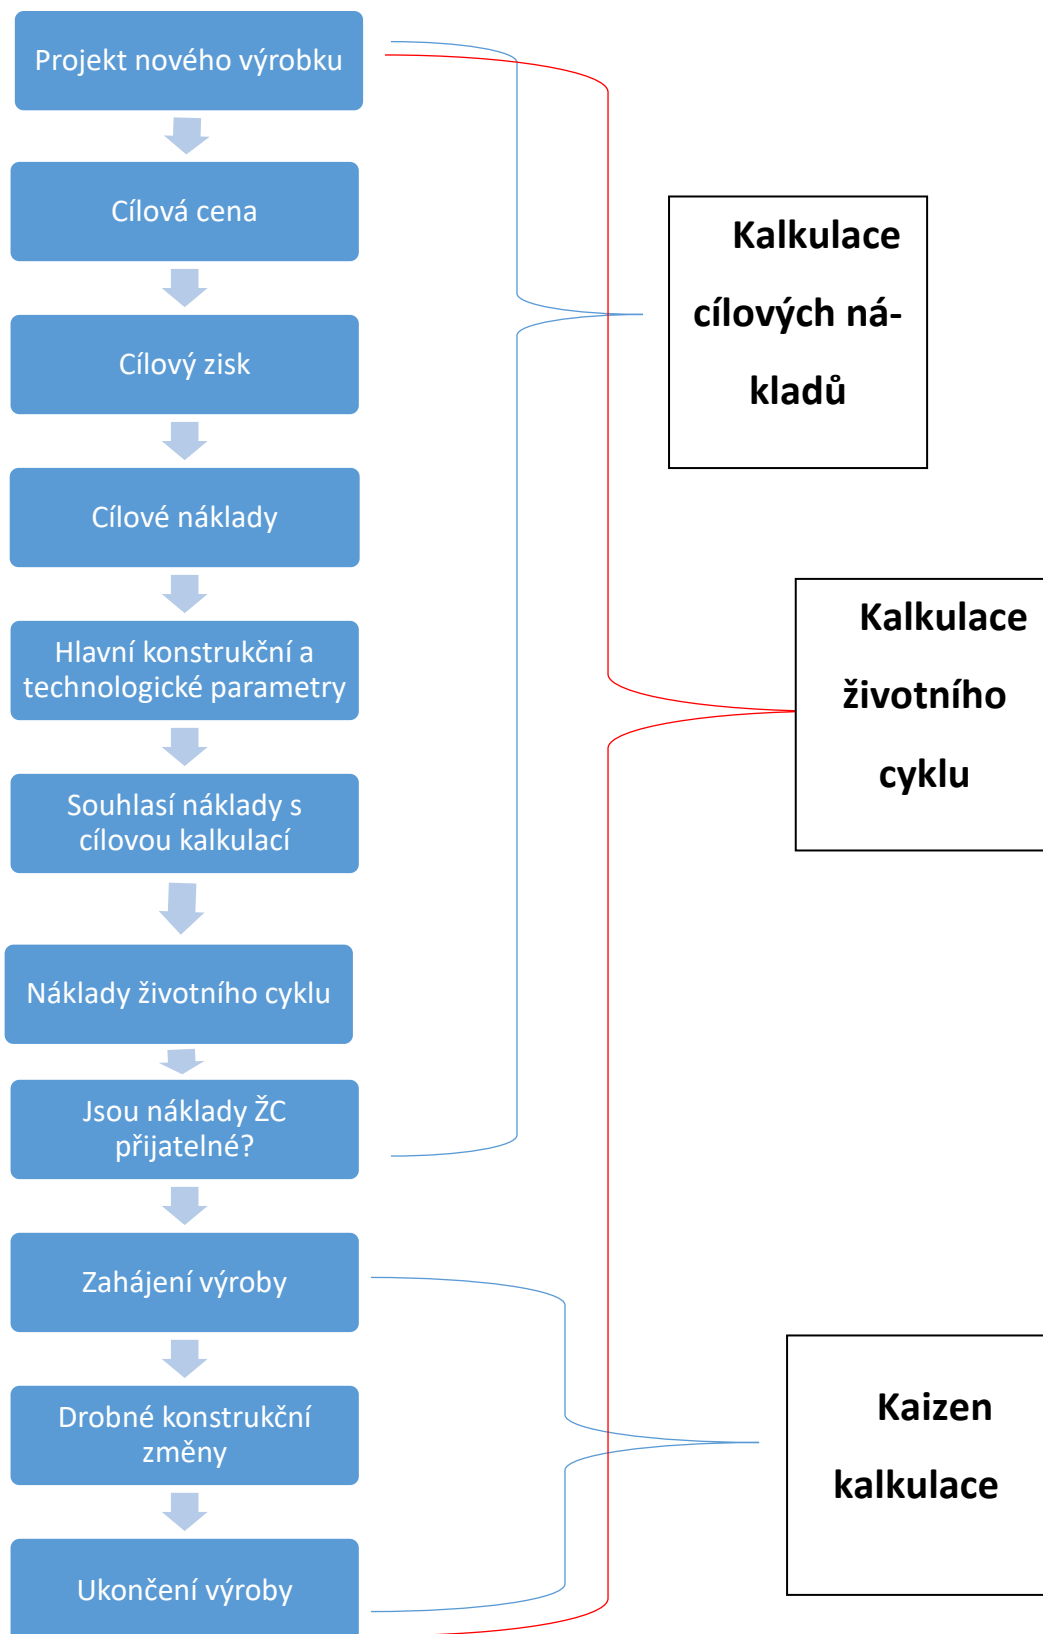 Projekt nového výrobku
Cílová cena
Cílový zisk
Cílové náklady
Hlavní konstrukční a
technologické parametry
Souhlasí náklady s
cílovou kalkulací
Náklady životního cyklu
Jsou náklady ŽC
přijatelné?
Zahájení výroby
Drobné konstrukční
změny
Ukončení výroby
Kalkulace
cílových ná-
kladů
Kalkulace
životního
cyklu
Kaizen
kalkulace